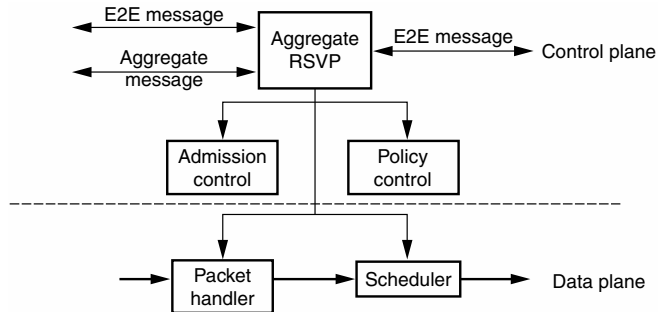 E2E message
Aggregate
RSVP
E2E message
Control plane
Aggregate
message
Admission
control
Policy
control
Packet
handler
Scheduler
Data plane